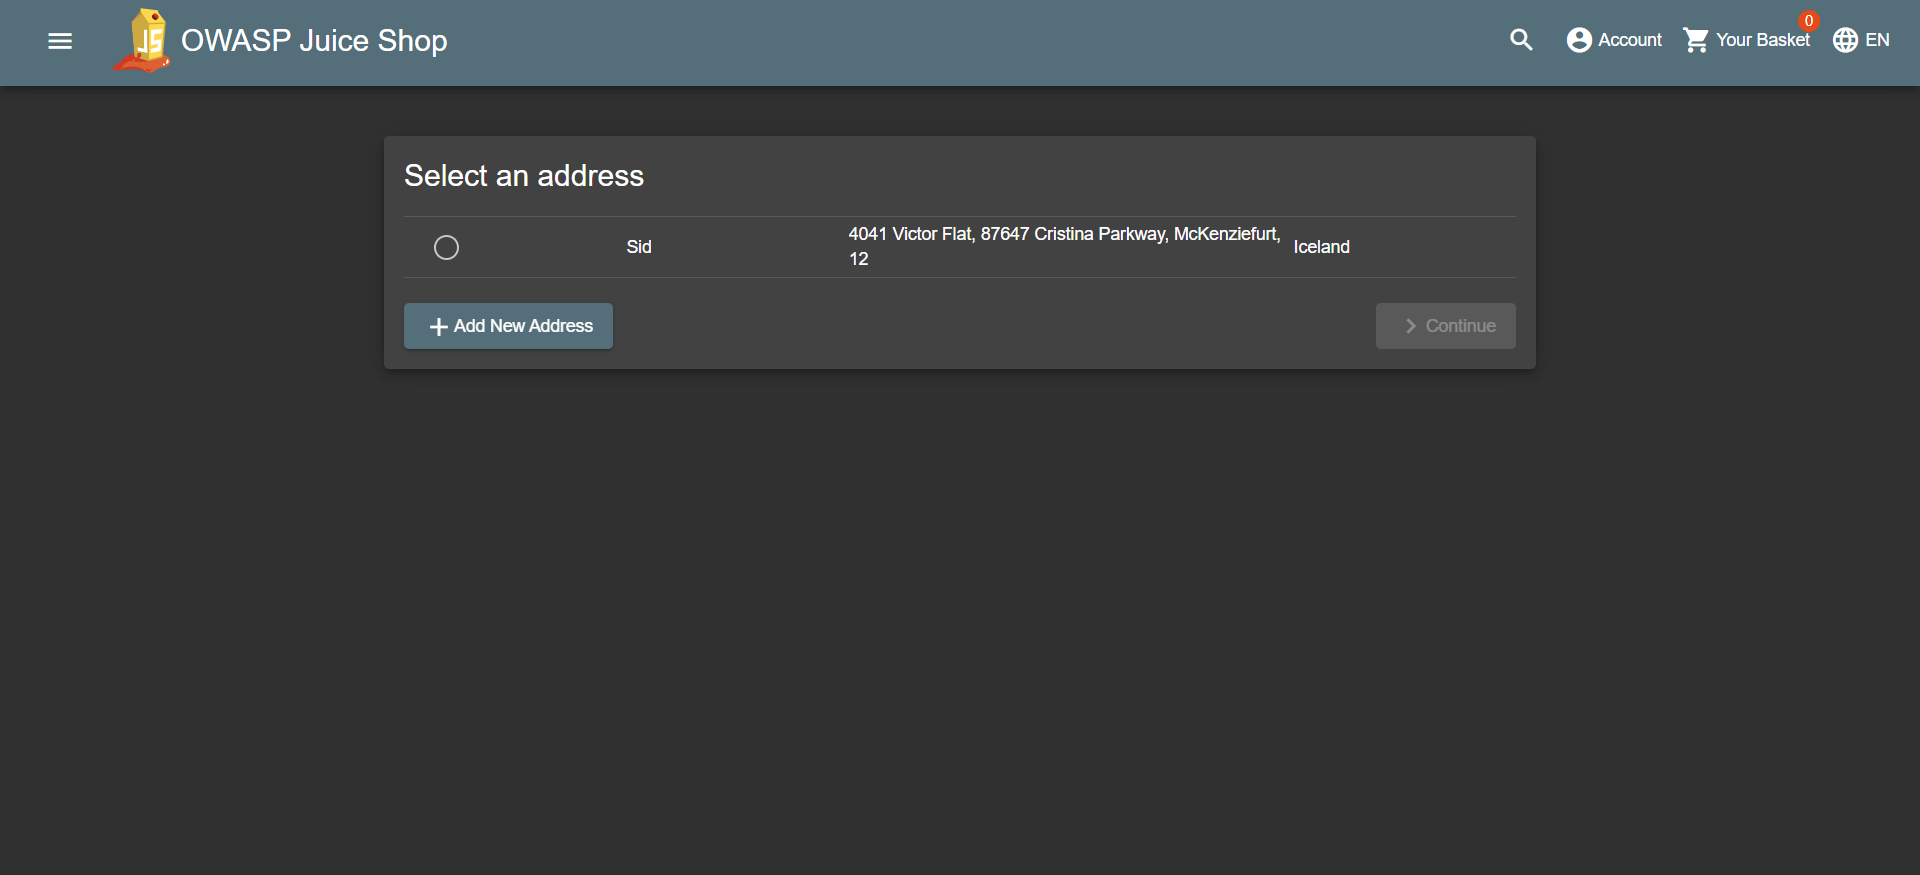 OWASP Juice Shop
Account
Your Basket
0
EN
Select an address
Sid
4041 Victor Flat, 87647 Cristina Parkway, McKenziefurt,
12
Iceland
Add New Address
Continue